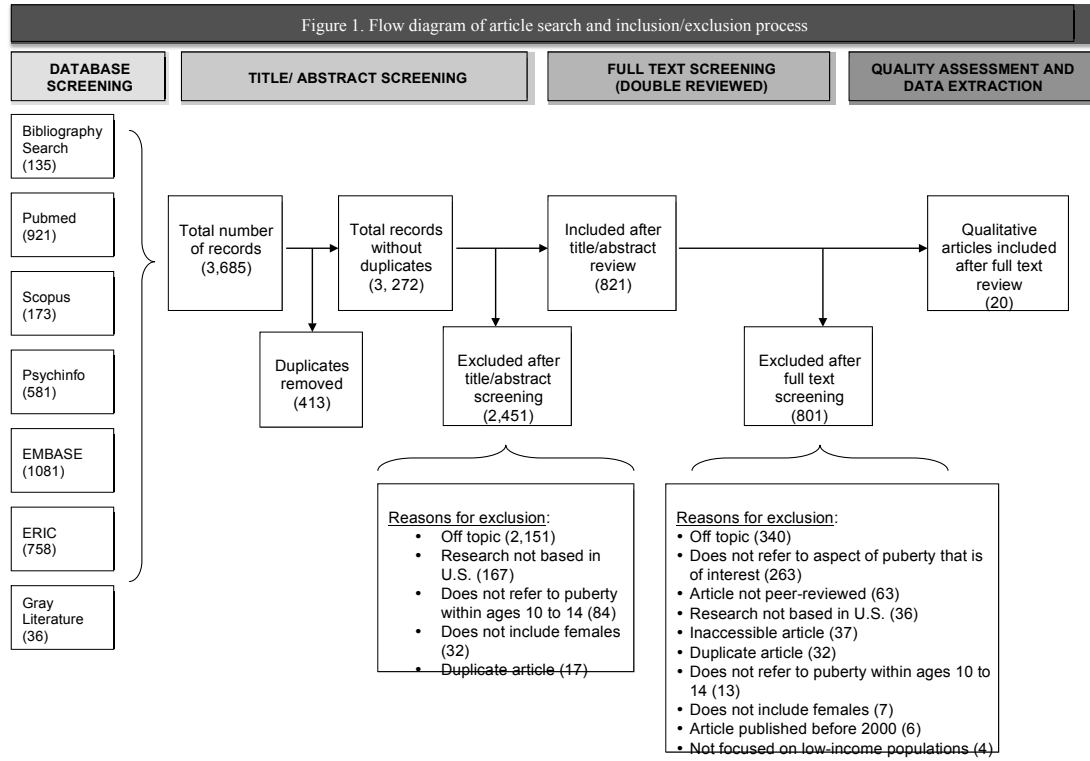 Figure 1. Flow diagram of article search and inclusion/exclusion process
DATABASE
SCREENING
TITLE/ ABSTRACT SCREENING
FULL TEXT SCREENING
(DOUBLE REVIEWED)
QUALITY ASSESSMENT AND
DATA EXTRACTION
Bibliography
Search
(135)
Pubmed
(921)
Scopus
(173)
Psychinfo
(581)
EMBASE
(1081)
ERIC
(758)
Gray
Literature
(36)
Total number
of records
(3,685)
Duplicates
removed
(413)
Total records
without
duplicates
(3, 272)
Excluded after
title/abstract
screening
(2,451)
Included after
title/abstract
review
(821)
Excluded after
full text
screening
(801)
Qualitative
articles included
after full text
review
(20)
Reasons for exclusion:
• Off topic (2,151)
• Research not based in
U.S. (167)
• Does not refer to puberty
within ages 10 to 14 (84)
• Does not include females
(32)
• Duplicate article (17)
Reasons for exclusion:
• Off topic (340)
• Does not refer to aspect of puberty that is
of interest (263)
• Article not peer-reviewed (63)
• Research not based in U.S. (36)
• Inaccessible article (37)
• Duplicate article (32)
• Does not refer to puberty within ages 10 to
14 (13)
• Does not include females (7)
• Article published before 2000 (6)
• Not focused on low-income populations (4)